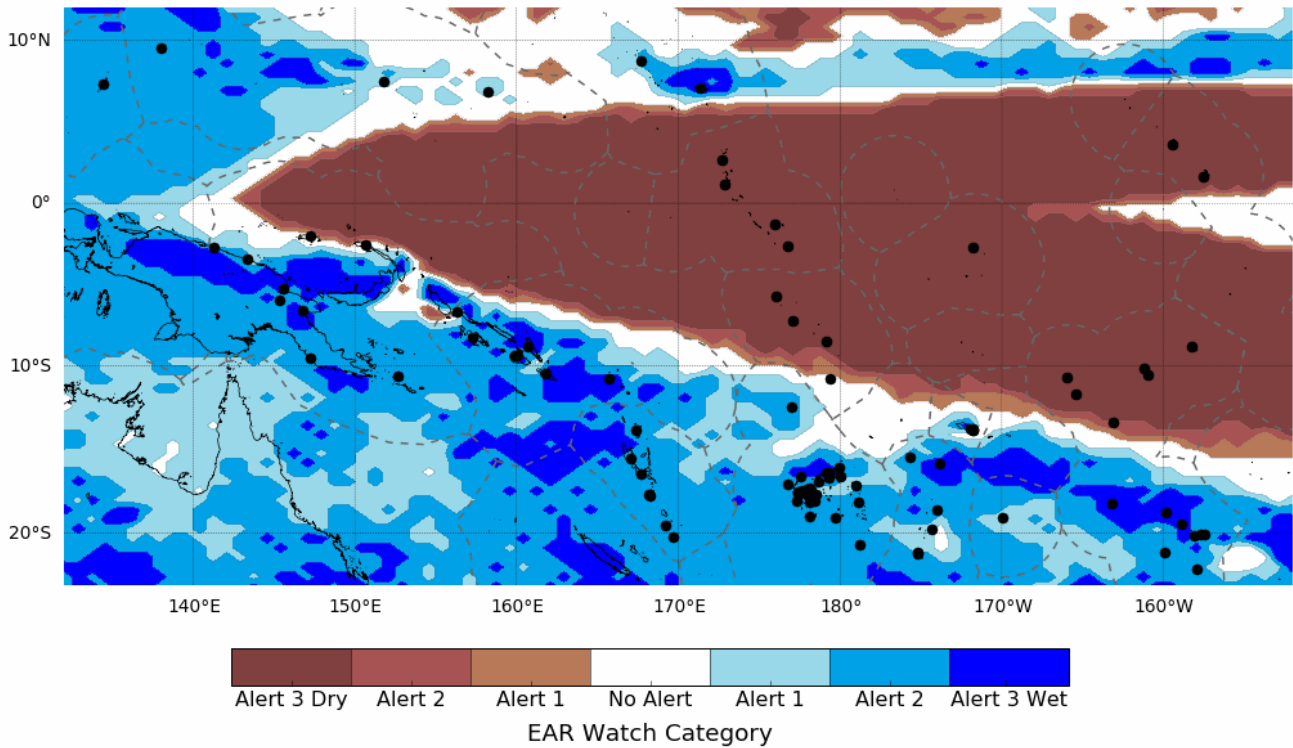 10°N
0°
10°S
20°S
140°E 150°E 160°E 170°E 180° 170°W 160°W
Alert 3 Dry Alert 2 Alert 1 No Alert Alert 1 Alert 2 Alert 3 Wet
EAR Watch Category